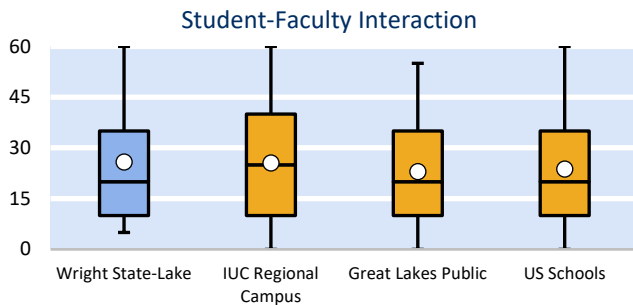 Student-Faculty Interaction
60
45
30
15
0
Wright State-Lake
IUC Regional
Campus
Great Lakes Public
US Schools